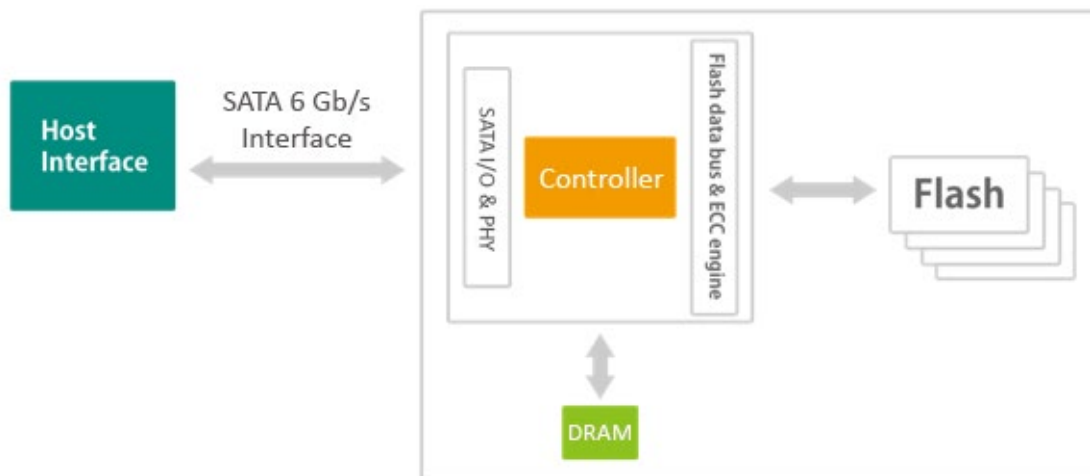 Host
Interface
SATA 6 Gb/s
Interface
SATA I/O & PHY
Controller
Flash data bus & ECC engine
Flash
DRAM